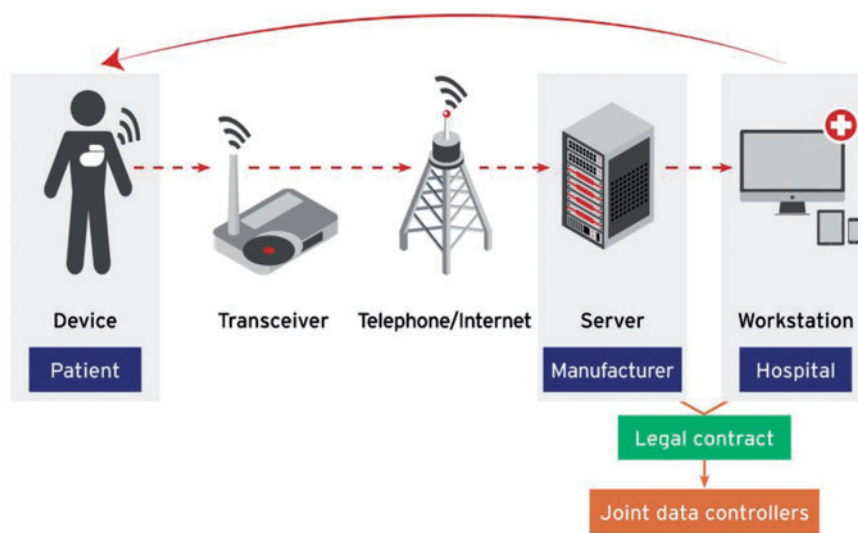 Device
Transceiver
Telephone/Internet
Server
Workstation
Patient
Manufacturer
Hospital
Legal contract
Joint data controllers